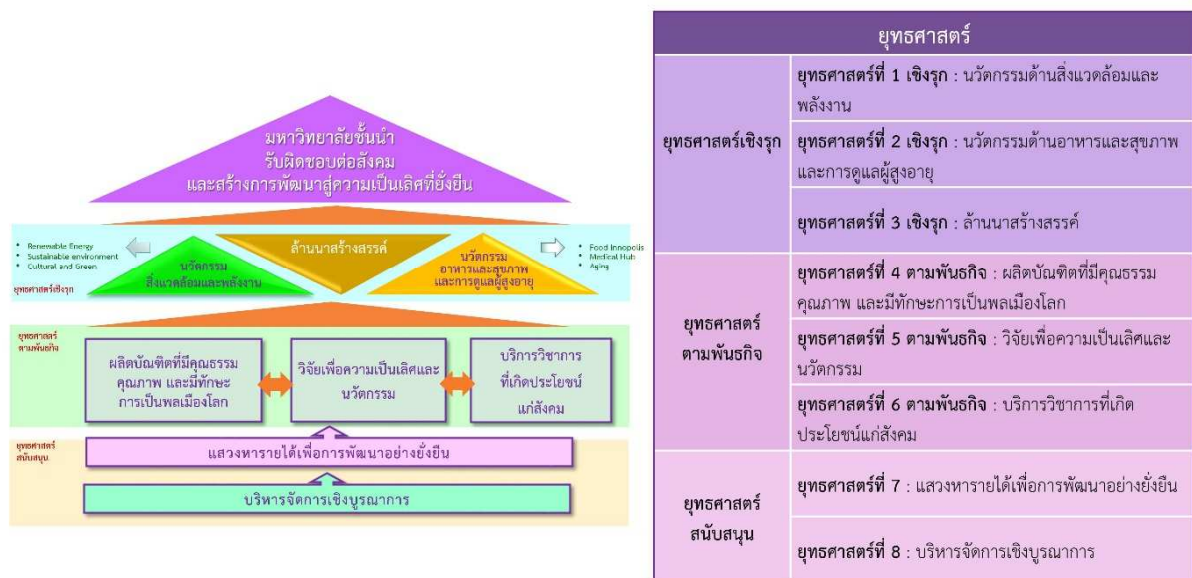 มหาวิทยาลัยชั้นนำ
รับผิดชอบต่อสังคม
และสร้างการพัฒนาสู่ความเป็นเลิศที่ยั่งยืน
• Renewable Energy
• Sustainable environment
• Cultural and Green
ยุทธศาสตร์เชิงรุก
นวัตกรรม
สิ่งแวดล้อมและพลังงาน
ล้านนาสร้างสรรค์
นวัตกรรม
อาหารและสุขภาพ
และการดูแลผู้สูงอายุ
• Food Innopolis
• Medical Hub
• Aging
ยุทธศาสตร์
ตามพันธกิจ
ผลิตบัณฑิตที่มีคุณธรรม
คุณภาพ และมีทักษะ
การเป็นพลเมืองโลก
วิจัยเพื่อความเป็นเลิศและ
นวัตกรรม
บริการวิชาการ
ที่เกิดประโยชน์
แก่สังคม
ยุทธศาสตร์
สนับสนุน
แสวงหารายได้เพื่อการพัฒนาอย่างยั่งยืน
บริหารจัดการเชิงบูรณาการ
ยุทธศาสตร์
ยุทธศาสตร์เชิงรุก
ยุทธศาสตร์ที่ 1 เชิงรุก : นวัตกรรมด้านสิ่งแวดล้อมและ
พลังงาน
ยุทธศาสตร์ที่ 2 เชิงรุก : นวัตกรรมด้านอาหารและสุขภาพ
และการดูแลผู้สูงอายุ
ยุทธศาสตร์ที่ 3 เชิงรุก : ล้านนาสร้างสรรค์
ยุทธศาสตร์
ตามพันธกิจ
ยุทธศาสตร์ที่ 4 ตามพันธกิจ : ผลิตบัณฑิตที่มีคุณธรรม
คุณภาพ และมีทักษะการเป็นพลเมืองโลก
ยุทธศาสตร์ที่ 5 ตามพันธกิจ : วิจัยเพื่อความเป็นเลิศและ
นวัตกรรม
ยุทธศาสตร์ที่ 6 ตามพันธกิจ : บริการวิชาการที่เกิด
ประโยชน์แก่สังคม
ยุทธศาสตร์
สนับสนุน
ยุทธศาสตร์ที่ 7 : แสวงหารายได้เพื่อการพัฒนาอย่างยั่งยืน
ยุทธศาสตร์ที่ 8 : บริหารจัดการเชิงบูรณาการ